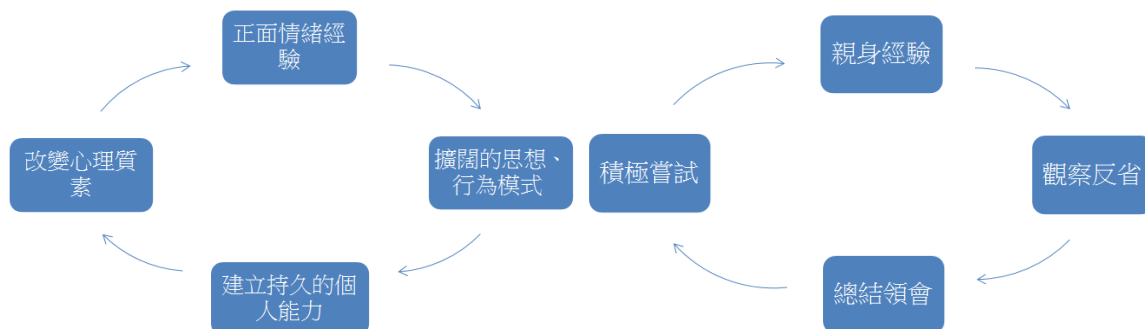 正面情緒經
驗
擴闊的思想、
行為模式
建立持久的個
人能力
改變心理質
素
親身經驗
觀察反省
總結領會
積極嘗試